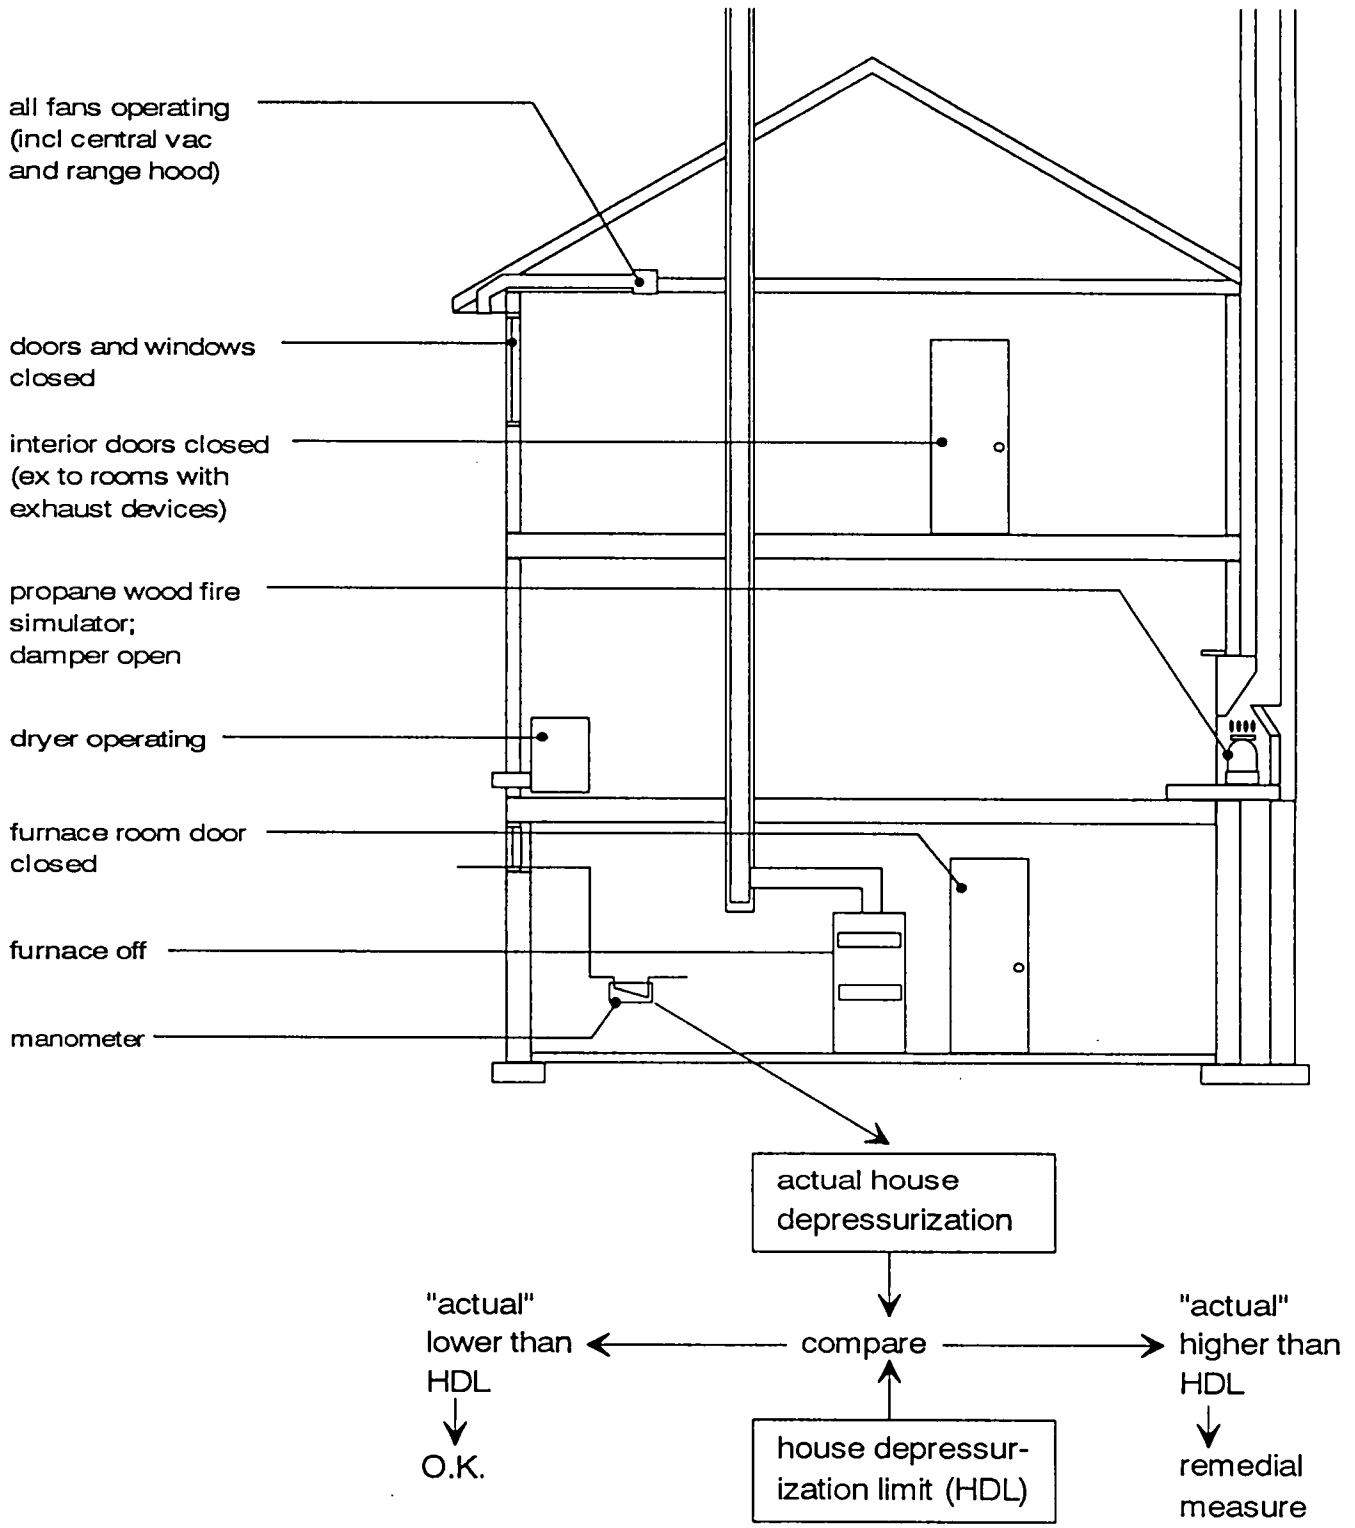 all fans operating
(incl central vac
and range hood)
doors and windows
closed
interior doors closed
(ex to rooms with
exhaust devices)
propane wood fire
simulator;
damper open
dryer operating
furnace room door
closed
furnace off
manometer
actual house
depressurization
"actual"
lower than
HDL
O.K.
compare
"actual"
higher than
HDL
remedial
measure
house depressur-
ization limit (HDL)